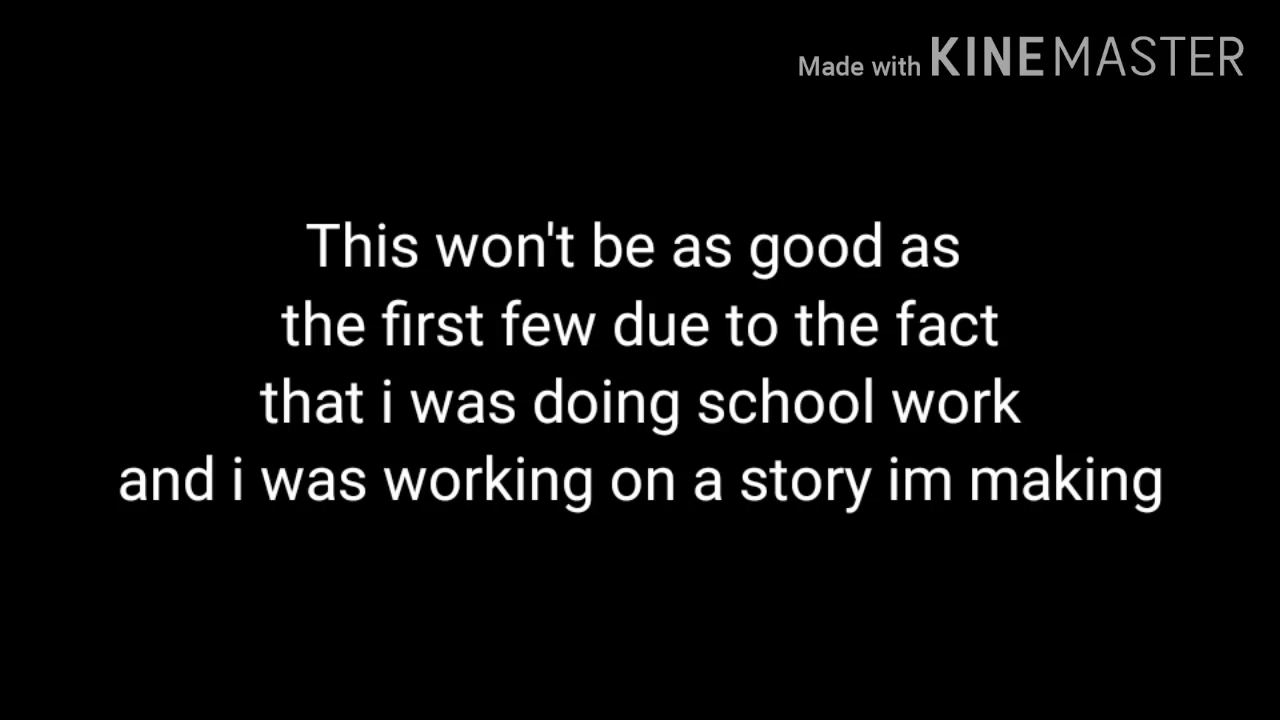 Made with KINEMASTER
This won't be as good as
the first few due to the fact
that i was doing school work
and i was working on a story im making